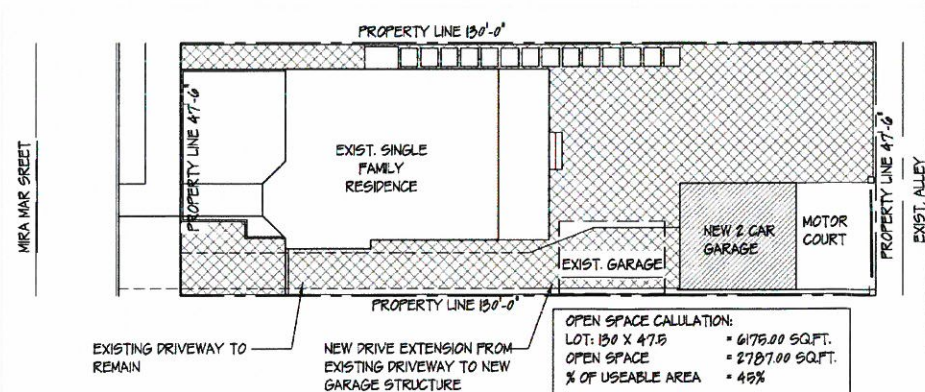 PROPERTY LINE 130'-0"
MIRA MAR SREET
PROPERTY LINE 47'-6"
EXIST. SINGLE
FAMILY
RESIDENCE
NEW 2 CAR
GARAGE
MOTOR
COURT
PROPERTY LINE 47'-6"
EXIST. ALLEY
EXIST. GARAGE
PROPERTY LINE 130'-0"
EXISTING DRIVEWAY TO
REMAIN
NEW DRIVE EXTENSION FROM
EXISTING DRIVEWAY TO NEW
GARAGE STRUCTURE
OPEN SPACE CALULATION:
LOT: 130 X 47.5 = 6175.00 SQ.FT.
OPEN SPACE = 2787.00 SQ.FT.
% OF USEABLE AREA = 45%